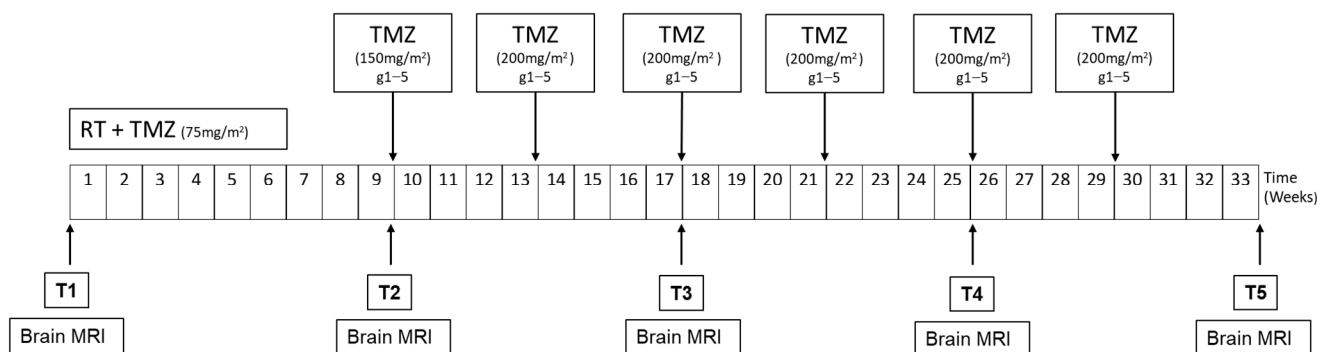 TMZ
(150mg/m²)
g1–5
TMZ
(200mg/m²)
g1–5
TMZ
(200mg/m² )
g1–5
TMZ
(200mg/m²)
g1–5
TMZ
(200mg/m²)
g1–5
TMZ
(200mg/m²)
g1–5
RT + TMZ (75mg/m²)
1 2 3 4 5 6 7 8 9 10 11 12 13 14 15 16 17 18 19 20 21 22 23 24 25 26 27 28 29 30 31 32 33 Time
(Weeks)
T1 T2 T3 T4 T5
Brain MRI Brain MRI Brain MRI Brain MRI Brain MRI